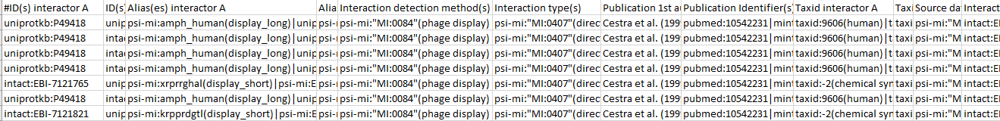 #ID(s) interactor A ID(s) Alias(es) interactor A Alia Interaction detection method(s) Interaction type(s) Publication 1st a Publication Identifier(s) Taxid interactor A Taxi Source da Interact
uniprotkb:P49418 unip psi-mi:amph_human(display_long)|unip psi-r psi-mi:"MI:0084"(phage display) psi-mi:"MI:0407"(direc Cestra et al. (199 pubmed:10542231|mint taxid:9606(human)|t taxi psi-mi:"M intact:EI
uniprotkb:P49418 intac psi-mi:amph_human(display_long)|unip psi-r psi-mi:"MI:0084"(phage display) psi-mi:"MI:0407"(direc Cestra et al. (199 pubmed:10542231|mint taxid:9606(human)|t taxi psi-mi:"M intact:EI
uniprotkb:P49418 intac psi-mi:amph_human(display_long)|unip psi-r psi-mi:"MI:0084"(phage display) psi-mi:"MI:0407"(direc Cestra et al. (199 pubmed:10542231|mint taxid:9606(human)|t taxi psi-mi:"M intact:EI
uniprotkb:P49418 intac psi-mi:amph_human(display_long)|unip psi-r psi-mi:"MI:0084"(phage display) psi-mi:"MI:0407"(direc Cestra et al. (199 pubmed:10542231|mint taxid:9606(human)|t taxi psi-mi:"M intact:EI
intact:EBI-7121765 unip psi-mi:xrprrghal(display_short)|psi-mi:E psi-r psi-mi:"MI:0084"(phage display) psi-mi:"MI:0407"(direc Cestra et al. (199 pubmed:10542231|mint taxid:-2(chemical syr taxi psi-mi:"M intact:EI
uniprotkb:P49418 intac psi-mi:amph_human(display_long)|unip psi-r psi-mi:"MI:0084"(phage display) psi-mi:"MI:0407"(direc Cestra et al. (199 pubmed:10542231|mint taxid:9606(human)|t taxi psi-mi:"M intact:EI
intact:EBI-7121821 unip psi-mi:krpprdgtl(display_short)|psi-mi:E psi-r psi-mi:"MI:0084"(phage display) psi-mi:"MI:0407"(direc Cestra et al. (199 pubmed:10542231|mint taxid:-2(chemical syr taxi psi-mi:"M intact:EI